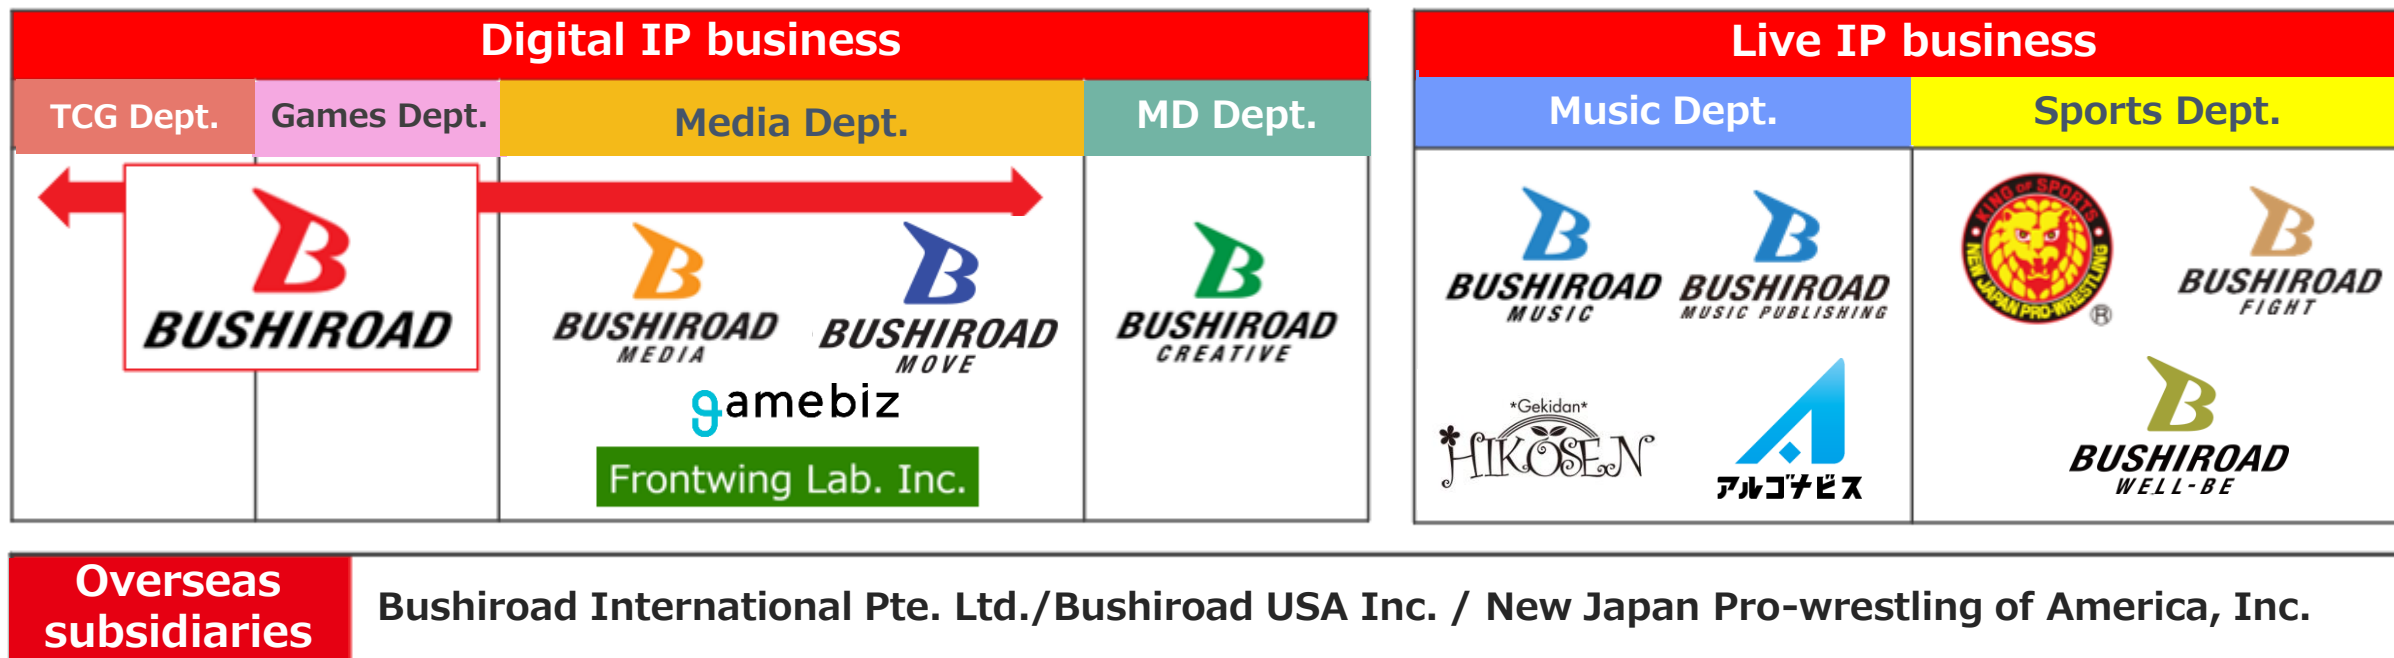 Digital IP business
Live IP business
TCG Dept.
Games Dept.
Media Dept.
MD Dept.
Music Dept.
Sports Dept.
BUSHIROAD
BUSHIROAD
MEDIA
BUSHIROAD
MOVE
gamebiz
Frontwing Lab. Inc.
BUSHIROAD
CREATIVE
BUSHIROAD
MUSIC
BUSHIROAD
MUSIC PUBLISHING
*Gekidan*
HIKOSEN
アルゴナビス
KING OF SPORTS
NEW JAPAN PRO-WRESTLING
®
BUSHIROAD
FIGHT
BUSHIROAD
WELL-BE
Overseas
subsidiaries
Bushiroad International Pte. Ltd./Bushiroad USA Inc. / New Japan Pro-wrestling of America, Inc.